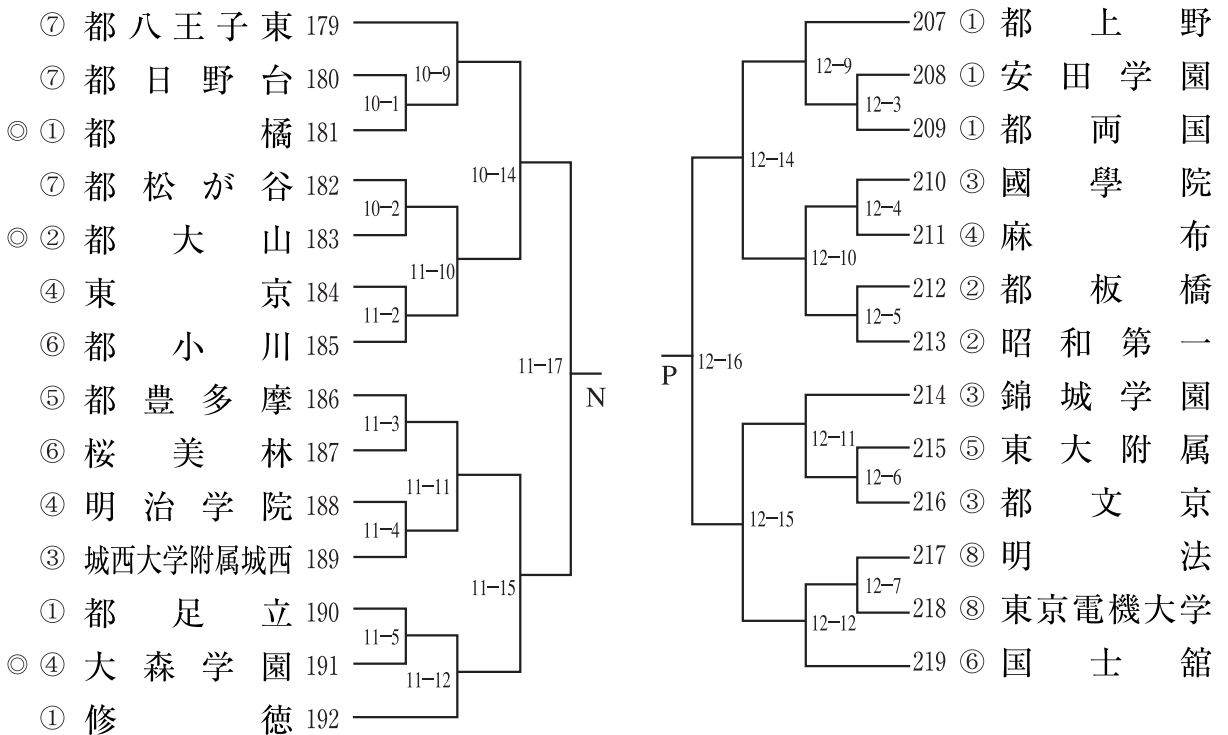 ⑦ 都八王子東 179
⑦ 都日野台 180
◎ ① 都橘 181
⑦ 都松が谷 182
◎ ② 都大山 183
④ 東京 184
⑥ 都小川 185
⑤ 都豊多摩 186
⑥ 桜美林 187
④ 明治学院 188
③ 城西大学附属城西 189
① 都足立 190
◎ ④ 大森学園 191
① 修徳 192
10-9
10-1
10-14
10-2
11-10
11-2
11-17
N
11-3
11-11
11-4
11-15
11-5
11-12
207 ① 都上野
208 ① 安田学園
209 ① 都両国
210 ③ 國學院
211 ④ 麻布
212 ② 都板橋
213 ② 昭和第一
214 ③ 錦城学園
215 ⑤ 東大附属
216 ③ 都文京
217 ⑧ 明法
218 ⑧ 東京電機大学
219 ⑥ 国士舘
12-9
12-3
12-14
12-4
12-10
12-5
P
12-16
12-11
12-6
12-15
12-7
12-12